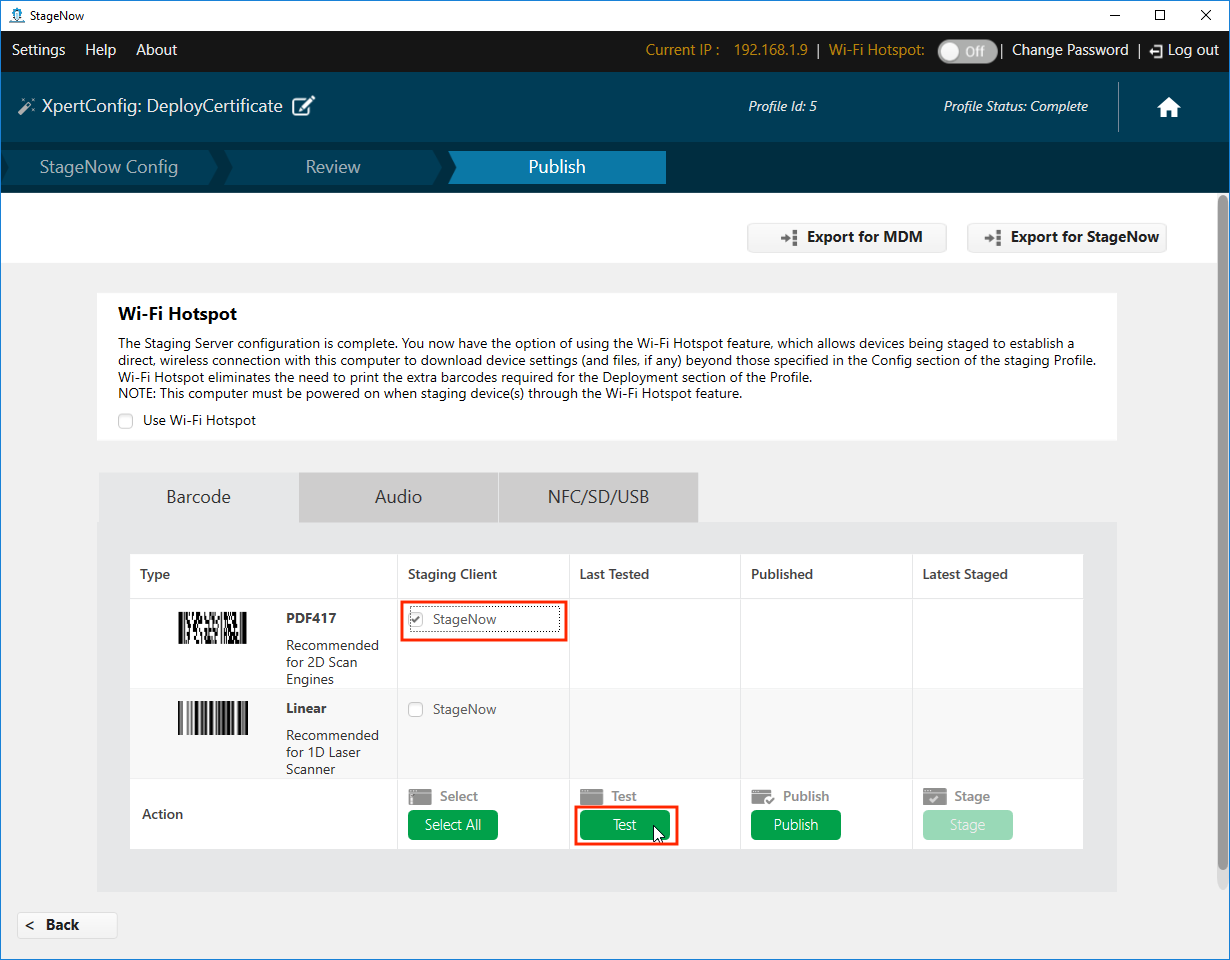 StageNow
Settings Help About Current IP : 192.168.1.9 | Wi-Fi Hotspot: Off | Change Password | Log out
XpertConfig: DeployCertificate Profile Id: 5 Profile Status: Complete
StageNow Config Review Publish
Export for MDM Export for StageNow
Wi-Fi Hotspot
The Staging Server configuration is complete. You now have the option of using the Wi-Fi Hotspot feature, which allows devices being staged to establish a
direct, wireless connection with this computer to download device settings (and files, if any) beyond those specified in the Config section of the staging Profile.
Wi-Fi Hotspot eliminates the need to print the extra barcodes required for the Deployment section of the Profile.
NOTE: This computer must be powered on when staging device(s) through the Wi-Fi Hotspot feature.
Use Wi-Fi Hotspot
Barcode Audio NFC/SD/USB
Type Staging Client Last Tested Published Latest Staged
PDF417 StageNow
Recommended
for 2D Scan
Engines
Linear StageNow
Recommended
for 1D Laser
Scanner
Select Test Publish Stage
Action
Select All Test Publish Stage
< Back